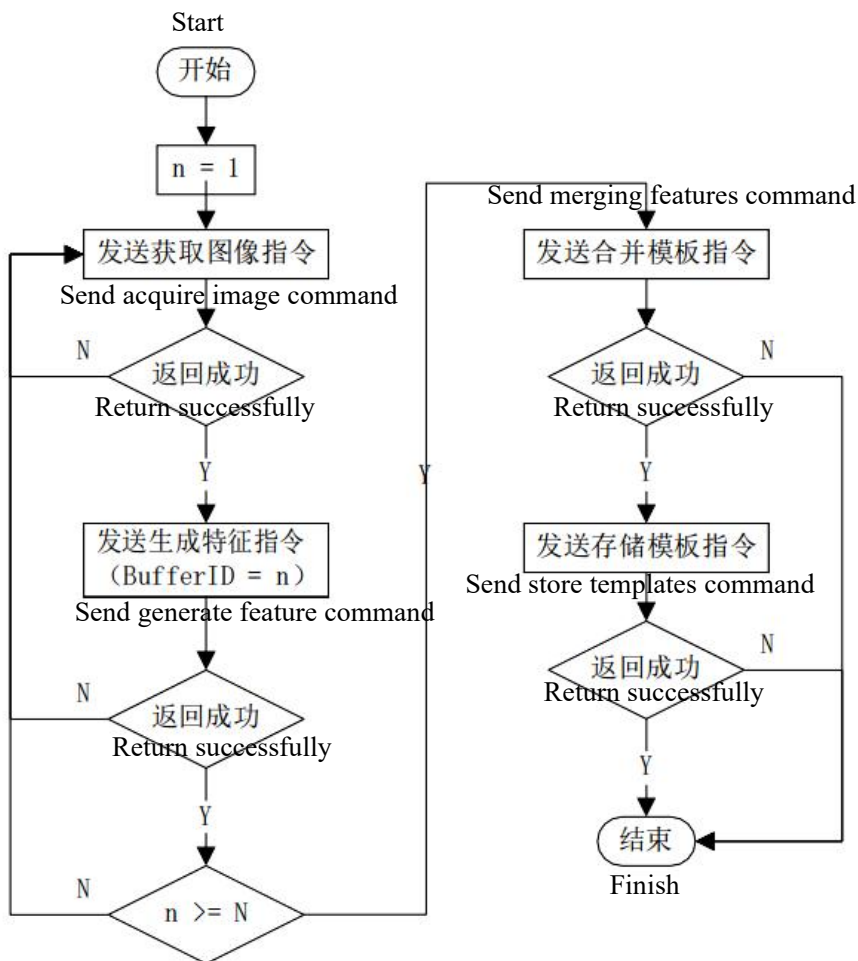 Start
开始
n = 1
发送获取图像指令
Send acquire image command
N
返回成功
Return successfully
Y
发送生成特征指令
（BufferID = n）
Send generate feature command
N
返回成功
Return successfully
Y
N
n >= N
Y
Send merging features command
发送合并模板指令
N
返回成功
Return successfully
Y
发送存储模板指令
Send store templates command
N
返回成功
Return successfully
Y
结束
Finish